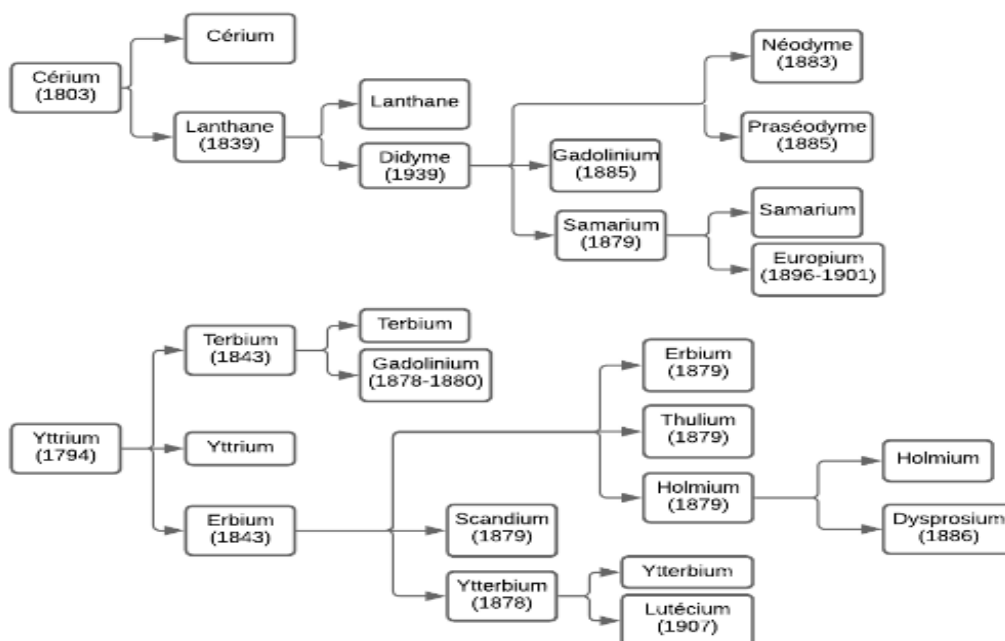 Cérium
Cérium
(1803)
Lanthane
(1839)
Lanthane
Didyme
(1939)
Néodyme
(1883)
Praséodyme
(1885)
Gadolinium
(1885)
Samarium
(1879)
Samarium
Europium
(1896-1901)
Yttrium
(1794)
Terbium
(1843)
Terbium
Gadolinium
(1878-1880)
Yttrium
Erbium
(1843)
Erbium
(1879)
Thulium
(1879)
Holmium
(1879)
Holmium
Dysprosium
(1886)
Scandium
(1879)
Ytterbium
(1878)
Ytterbium
Lutécium
(1907)